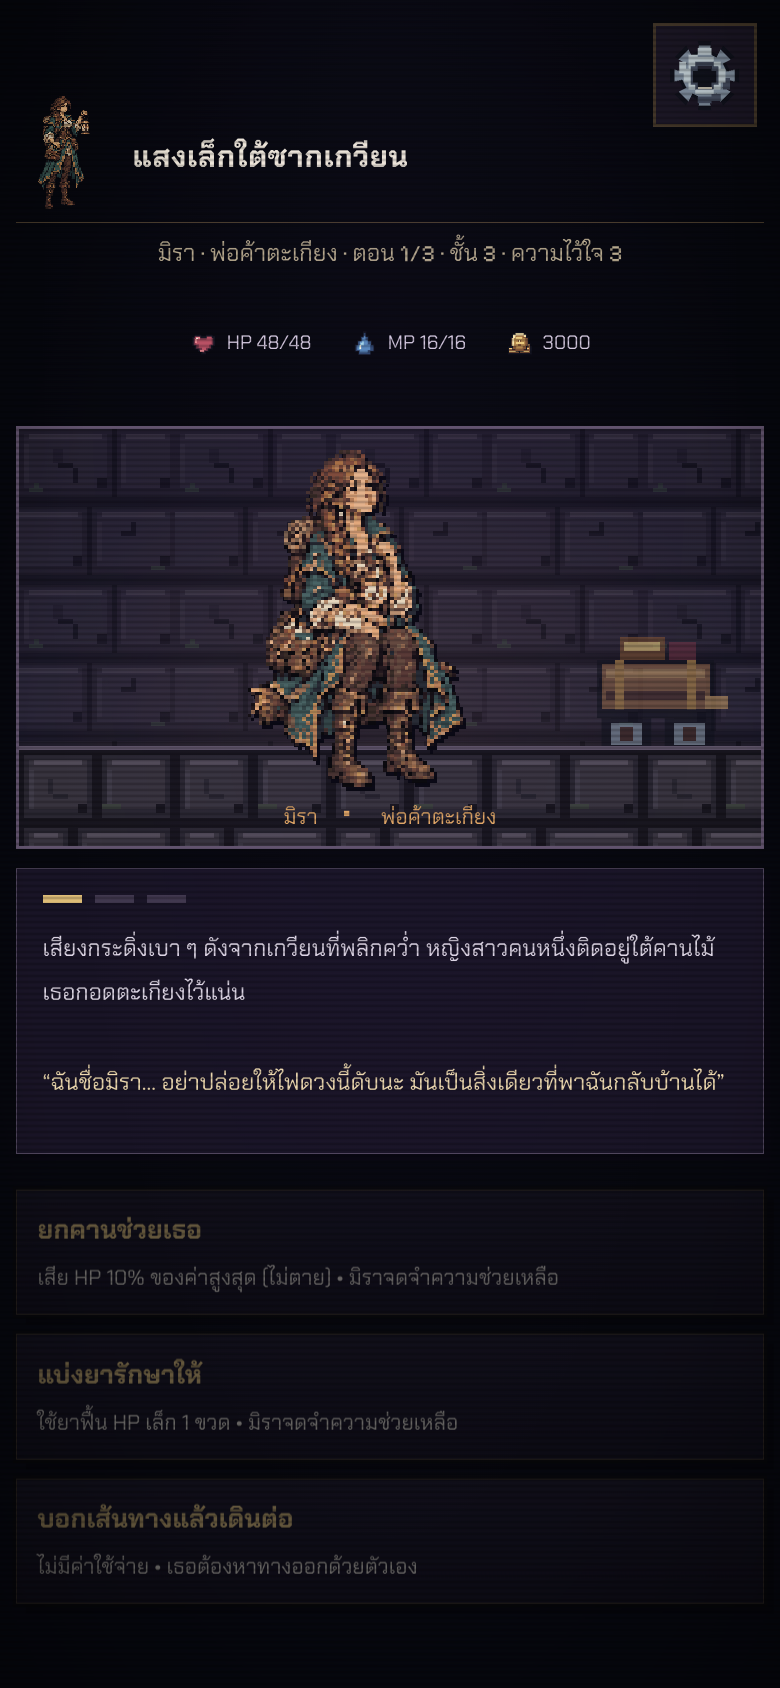 แสงเล็กใต้ซากเกวียน
มิรา · พ่อค้าตะเกียง · ตอน 1/3 · ชั้น 3 · ความไว้ใจ 3
HP 48/48 MP 16/16 3000
มิรา · พ่อค้าตะเกียง
เสียงกระดิ่งเบา ๆ ดังจากเกวียนที่พลิกคว่ำ หญิงสาวคนหนึ่งติดอยู่ใต้คานไม้
เธอกอดตะเกียงไว้แน่น
“ฉันชื่อมิรา... อย่าปล่อยให้ไฟดวงนี้ดับนะ มันเป็นสิ่งเดียวที่พาฉันกลับบ้านได้”
ยกคานช่วยเธอ
เสีย HP 10% ของค่าสูงสุด (ไม่ตาย) • มิราจดจำความช่วยเหลือ
แบ่งยารักษาให้
ใช้ยาฟื้น HP เล็ก 1 ขวด • มิราจดจำความช่วยเหลือ
บอกเส้นทางแล้วเดินต่อ
ไม่มีค่าใช้จ่าย • เธอต้องหาทางออกด้วยตัวเอง